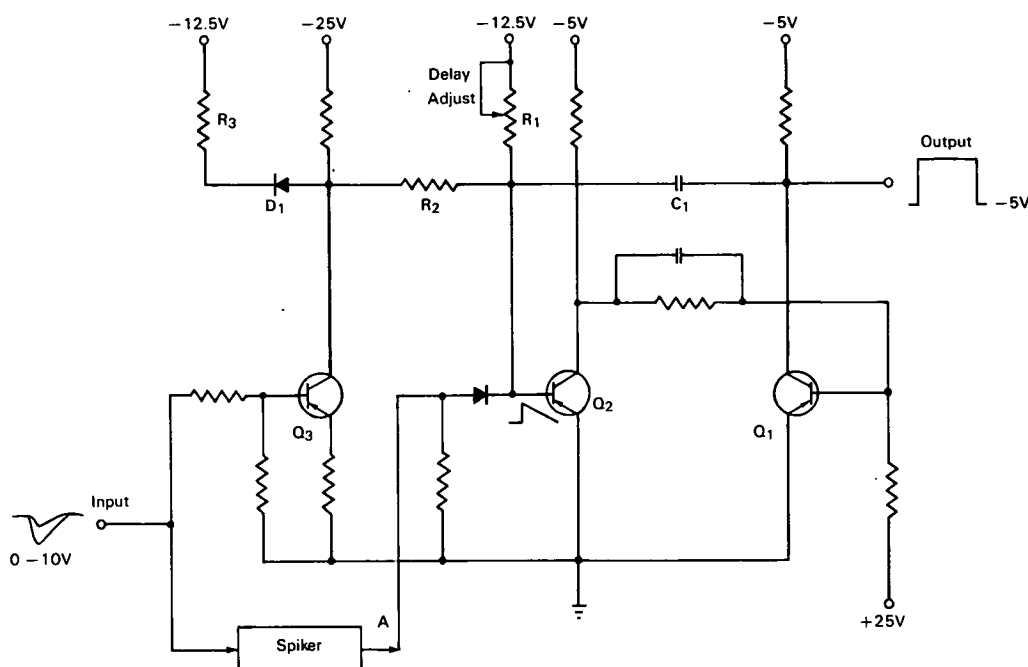 −12.5V
−25V
−12.5V
−5V
−5V
Delay
Adjust
R3
R1
Output
D1
R2
C1
−5V
Q3
Q2
Q1
Input
0 −10V
A
Spiker
+25V